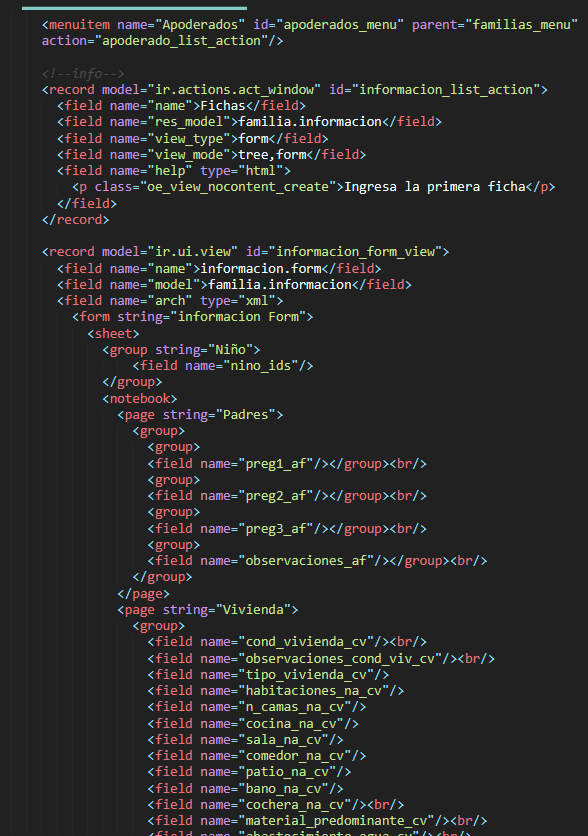 <menuitem name="Apoderados" id="apoderados_menu" parent="familias_menu"
action="apoderado_list_action"/>
<!--info-->
<record model="ir.actions.act_window" id="informacion_list_action">
<field name="name">Fichas</field>
<field name="res_model">familia.informacion</field>
<field name="view_type">form</field>
<field name="view_mode">tree,form</field>
<field name="help" type="html">
<p class="oe_view_nocontent_create">Ingresa la primera ficha</p>
</field>
</record>
<record model="ir.ui.view" id="informacion_form_view">
<field name="name">informacion.form</field>
<field name="model">familia.informacion</field>
<field name="arch" type="xml">
<form string="informacion Form">
<sheet>
<group string="Niño">
<field name="nino_ids"/>
</group>
<notebook>
<page string="Padres">
<group>
<group>
<field name="preg1_af"/></group><br/>
<group>
<field name="preg2_af"/></group><br/>
<group>
<field name="preg3_af"/></group><br/>
<group>
<field name="observaciones_af"/></group><br/>
</group>
</page>
<page string="Vivienda">
<group>
<field name="cond_vivienda_cv"/><br/>
<field name="observaciones_cond_viv_cv"/><br/>
<field name="tipo_vivienda_cv"/>
<field name="habitaciones_na_cv"/>
<field name="n_camas_na_cv"/>
<field name="cocina_na_cv"/>
<field name="sala_na_cv"/>
<field name="comedor_na_cv"/>
<field name="patio_na_cv"/>
<field name="bano_na_cv"/>
<field name="cochera_na_cv"/><br/>
<field name="material_predominante_cv"/><br/>
<field name="abastecimiento_agua_cv"/><br/>